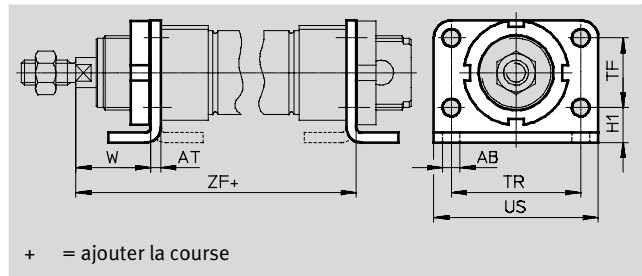 TF
H1
W
AT
AB
ZF+
TR
US
+ = ajouter la course